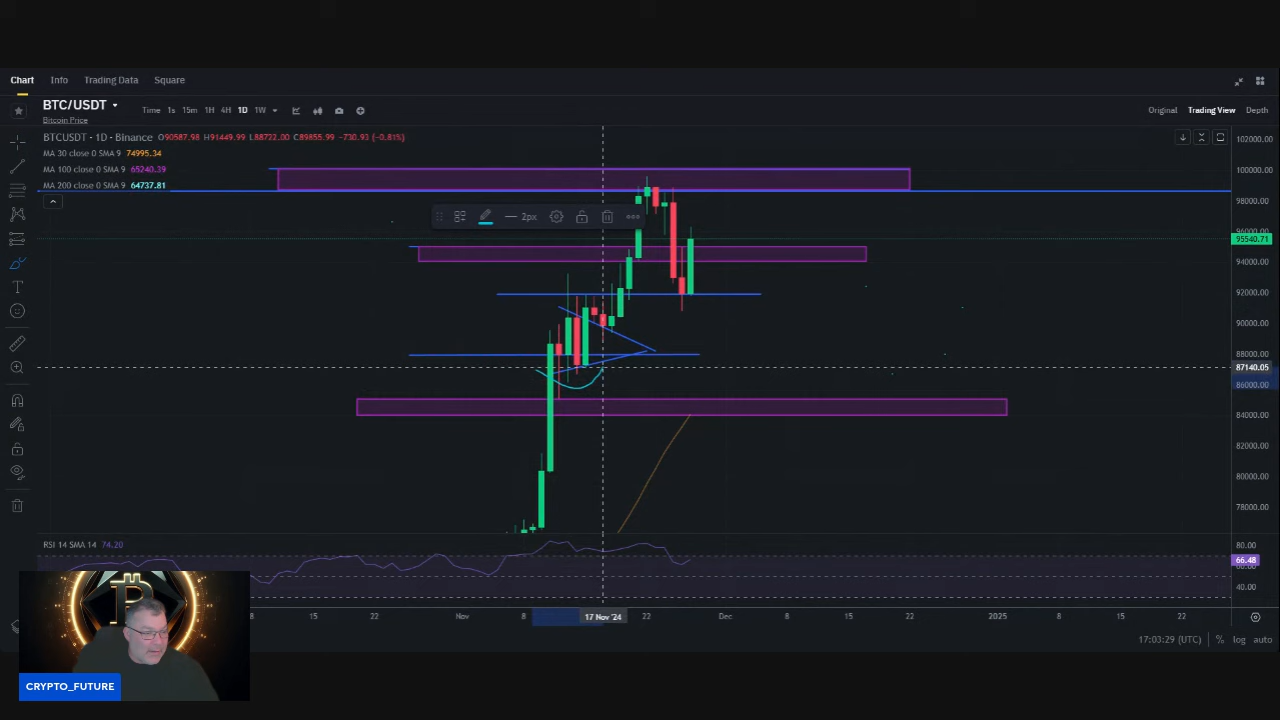 Chart Info Trading Data Square
BTC/USDT
Bitcoin Price
Time 1s 15m 1H 4H 1D 1W
Original Trading View Depth
BTCUSDT · 1D · Binance O90587.98 H91449.99 L88722.00 C89855.99 −730.93 (−0.81%)
MA 30 close 0 SMA 9 74995.34
MA 100 close 0 SMA 9 65240.39
MA 200 close 0 SMA 9 64737.81
2px
102000.00
100000.00
98000.00
96000.00
95540.71
94000.00
92000.00
90000.00
88000.00
87140.05
86000.00
84000.00
82000.00
80000.00
78000.00
RSI 14 SMA 14 74.20
80.00
66.48
40.00
8 15 22 Nov 8 17 Nov '24 22 Dec 8 15 22 2025 8 15 22
17:03:29 (UTC) % log auto
CRYPTO_FUTURE